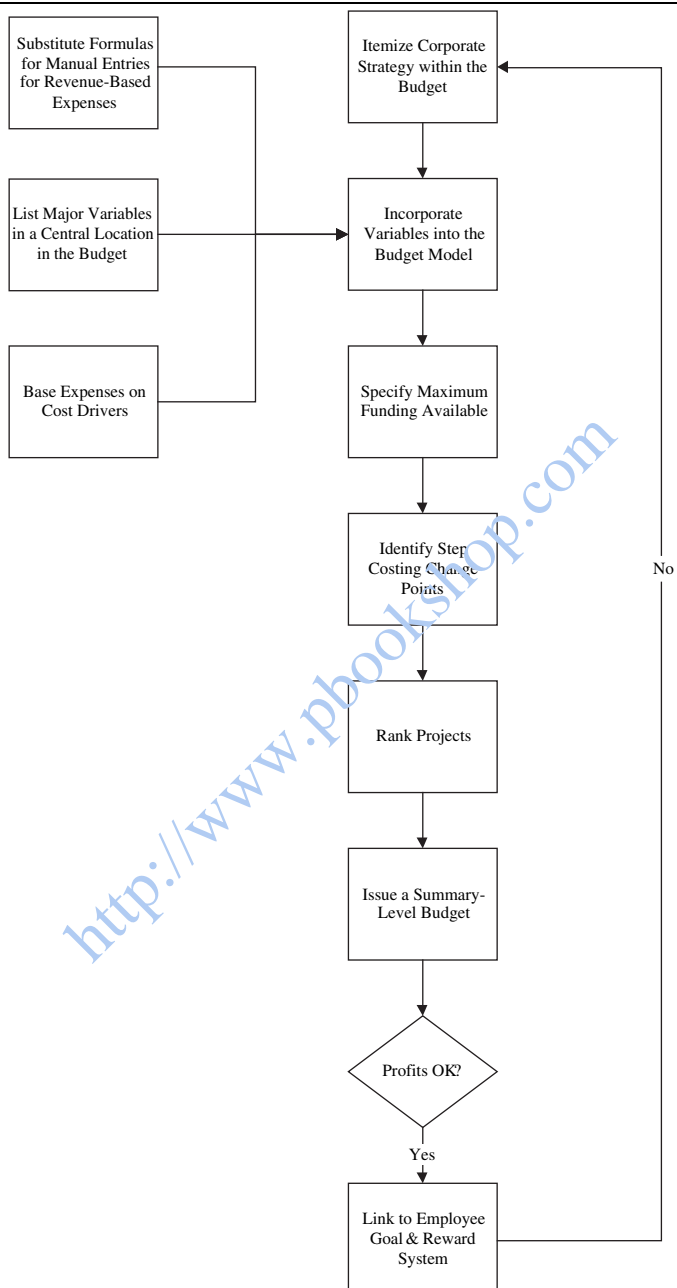 Substitute Formulas
for Manual Entries
for Revenue-Based
Expenses
Itemize Corporate
Strategy within the
Budget
List Major Variables
in a Central Location
in the Budget
Incorporate
Variables into the
Budget Model
Base Expenses on
Cost Drivers
Specify Maximum
Funding Available
Identify Step
Costing Change
Points
No
Rank Projects
Issue a Summary-
Level Budget
Profits OK?
Yes
Link to Employee
Goal & Reward
System
http://www.pbookshop.com